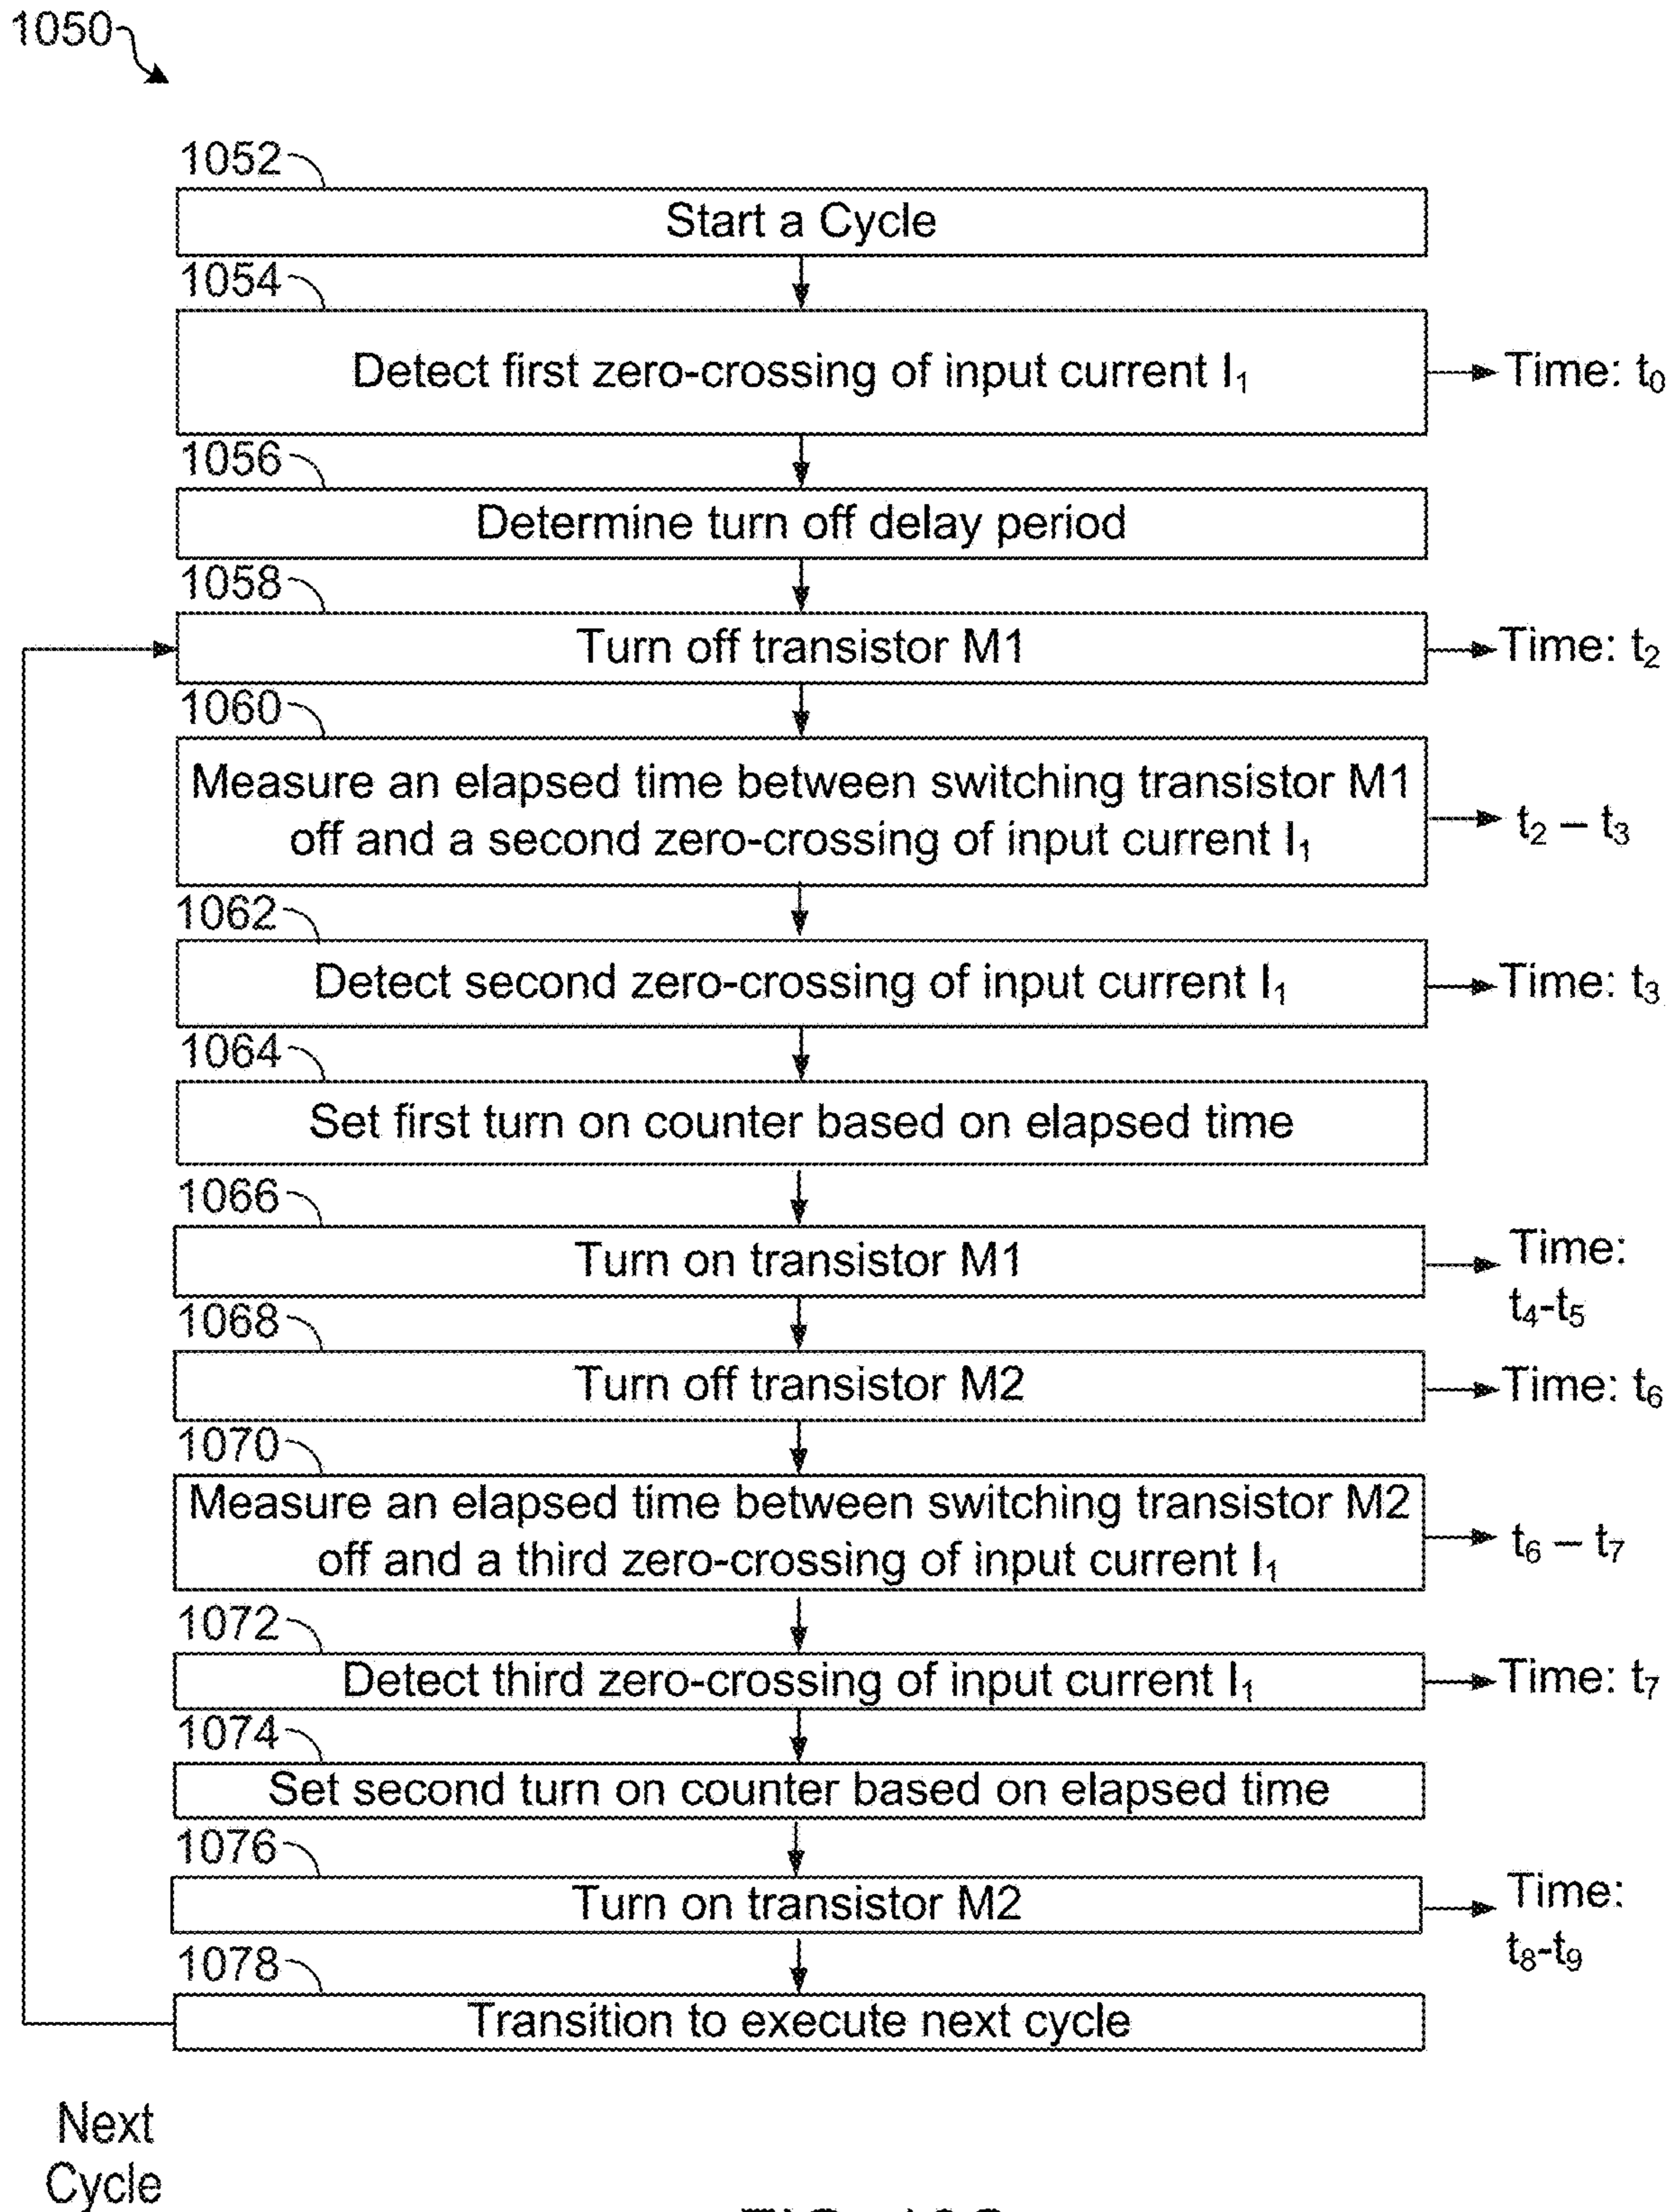 1050
1052
Start a Cycle
1054
Detect first zero-crossing of input current I₁
Time: t₀
1056
Determine turn off delay period
1058
Turn off transistor M1
Time: t₂
1060
Measure an elapsed time between switching transistor M1
off and a second zero-crossing of input current I₁
t₂ – t₃
1062
Detect second zero-crossing of input current I₁
Time: t₃
1064
Set first turn on counter based on elapsed time
1066
Turn on transistor M1
Time:
t₄-t₅
1068
Turn off transistor M2
Time: t₆
1070
Measure an elapsed time between switching transistor M2
off and a third zero-crossing of input current I₁
t₆ – t₇
1072
Detect third zero-crossing of input current I₁
Time: t₇
1074
Set second turn on counter based on elapsed time
1076
Turn on transistor M2
Time:
t₈-t₉
1078
Transition to execute next cycle
Next
Cycle